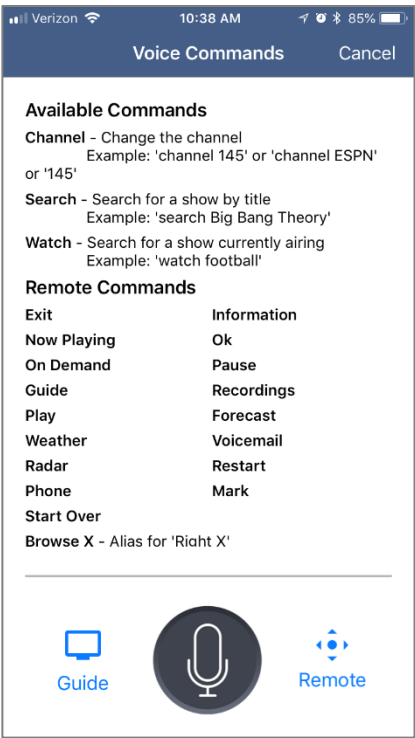 Verizon 10:38 AM 85%
Voice Commands Cancel
Available Commands
Channel - Change the channel
Example: 'channel 145' or 'channel ESPN'
or '145'
Search - Search for a show by title
Example: 'search Big Bang Theory'
Watch - Search for a show currently airing
Example: 'watch football'
Remote Commands
Exit Information
Now Playing Ok
On Demand Pause
Guide Recordings
Play Forecast
Weather Voicemail
Radar Restart
Phone Mark
Start Over
Browse X - Alias for 'Right X'
Guide Remote